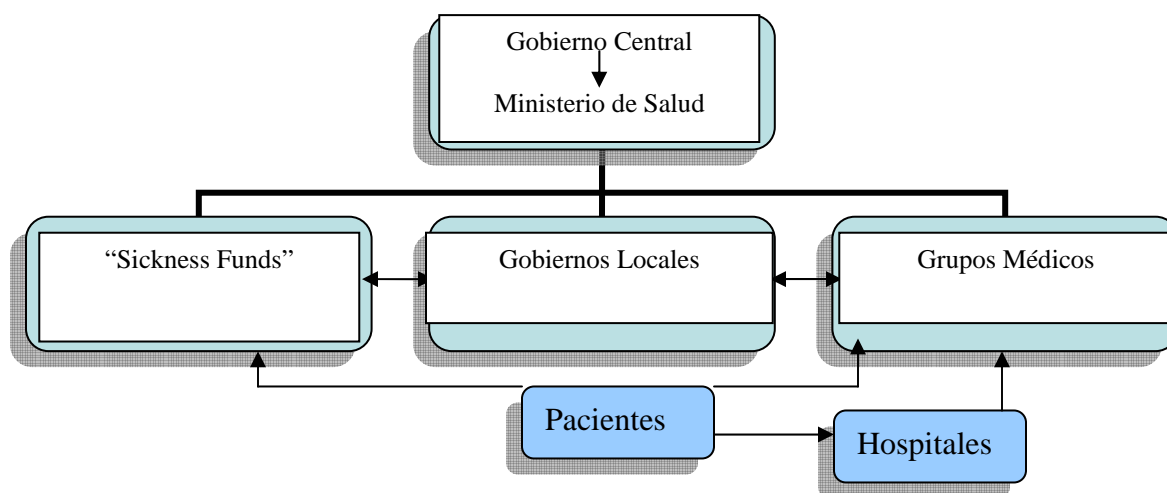 Gobierno Central
Ministerio de Salud
“Sickness Funds”
Gobiernos Locales
Grupos Médicos
Pacientes
Hospitales